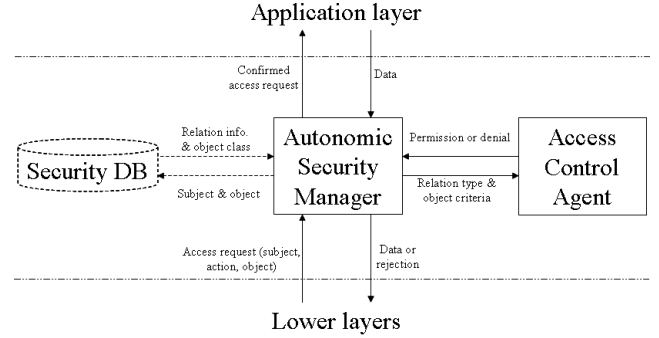 Application layer
Confirmed
access request
Data
Relation info.
& object class
Security DB
Subject & object
Autonomic
Security
Manager
Permission or denial
Relation type &
object criteria
Access
Control
Agent
Access request (subject,
action, object)
Data or
rejection
Lower layers